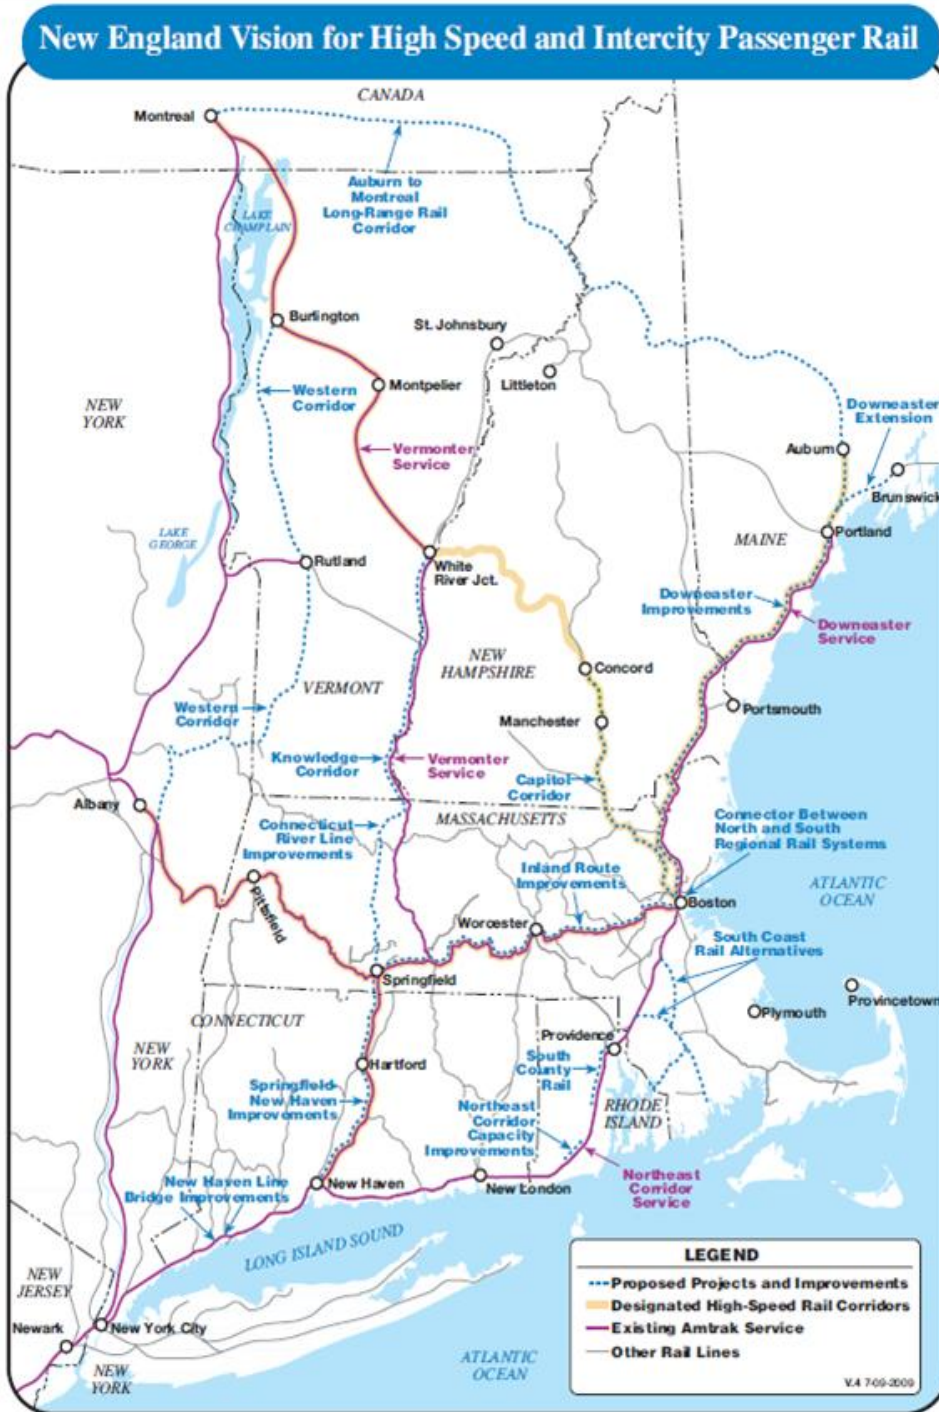 New England Vision for High Speed and Intercity Passenger Rail
CANADA
Montreal
Auburn to
Montreal
Long-Range Rail
Corridor
LAKE
CHAMPLAIN
Burlington
St. Johnsbury
Montpelier
Littleton
Western
Corridor
NEW
YORK
Downeaster
Extension
Vermonter
Service
Auburn
Brunswick
LAKE
GEORGE
MAINE
Portland
Rutland
White
River Jct.
Downeaster
Improvements
Downeaster
Service
NEW
HAMPSHIRE
Concord
VERMONT
Western
Corridor
Portsmouth
Manchester
Knowledge
Corridor
Vermonter
Service
Capitol
Corridor
Albany
MASSACHUSETTS
Connecticut
River Line
Improvements
Connector Between
North and South
Regional Rail Systems
Inland Route
Improvements
ATLANTIC
OCEAN
Pittsfield
Boston
Worcester
South Coast
Rail Alternatives
Springfield
Provincetown
Plymouth
CONNECTICUT
Providence
NEW
YORK
Hartford
South
County
Rail
Springfield-
New Haven
Improvements
Northeast
Corridor
Capacity
Improvements
RHODE
ISLAND
New Haven Line
Bridge Improvements
New Haven
New London
Northeast
Corridor
Service
LONG ISLAND SOUND
NEW
JERSEY
Newark
New York City
NEW
YORK
ATLANTIC
OCEAN
LEGEND
Proposed Projects and Improvements
Designated High-Speed Rail Corridors
Existing Amtrak Service
Other Rail Lines
V.4 7-09-2009